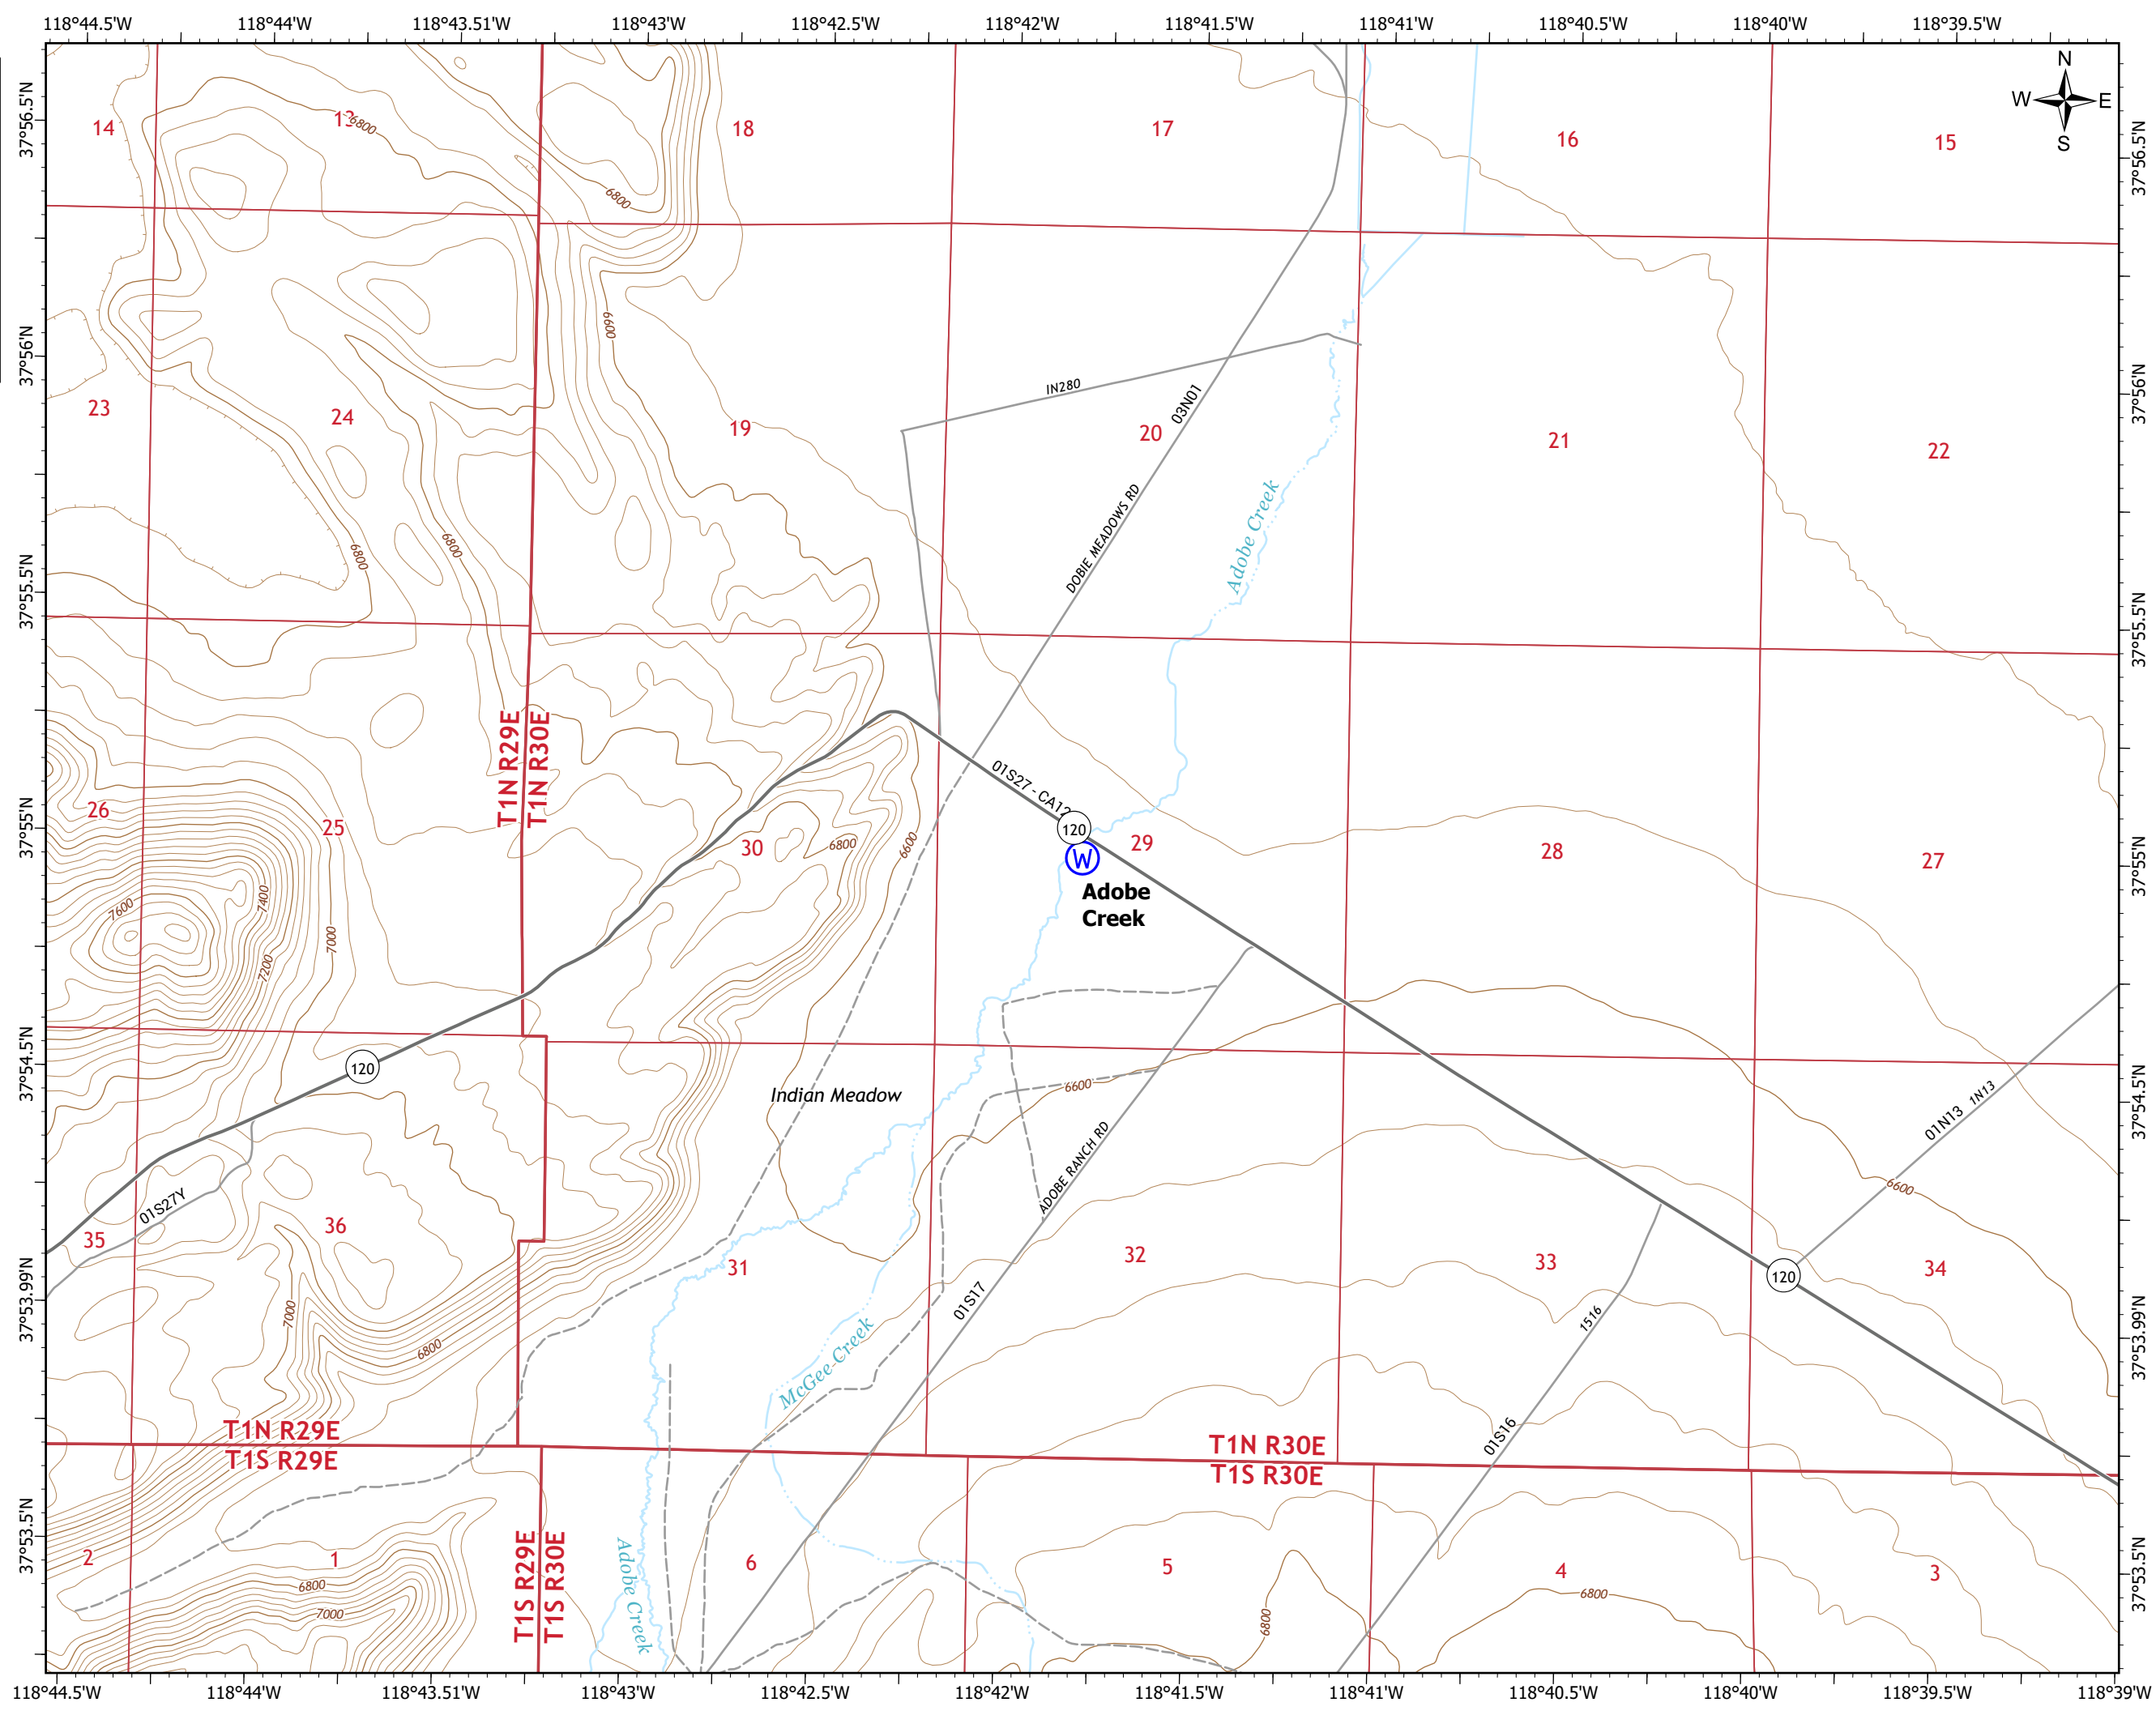 118°44.5'W 118°44'W 118°43.51'W 118°43'W 118°42.5'W 118°42'W 118°41.5'W 118°41'W 118°40.5'W 118°40'W 118°39.5'W
N
W E
S
37°56.5'N
37°56.5'N
14
13
6800
18
17
16
15
6800
6600
37°56'N
37°56'N
IN280
03N01
23
24
19
20
21
22
DOBIE MEADOWS RD
Adobe Creek
6800
6800
37°55.5'N
37°55.5'N
T1N R29E
T1N R30E
01S27 - CA12
120
26
25
30
6800
6600
29
28
27
W
Adobe
Creek
37°55'N
37°55'N
7600
7400
7000
7200
120
37°54.5'N
37°54.5'N
Indian Meadow
6600
01N13 1N13
ADOBE RANCH RD
01S27Y
6600
35
36
31
32
33
34
120
37°53.99'N
37°53.99'N
7000
6800
01S17
1516
McGee Creek
01S16
T1N R29E
T1S R29E
T1N R30E
T1S R30E
37°53.5'N
37°53.5'N
T1S R29E
T1S R30E
Adobe Creek
2
1
6
5
4
3
6800
7000
6800
6800
118°44.5'W 118°44'W 118°43.51'W 118°43'W 118°42.5'W 118°42'W 118°41.5'W 118°41'W 118°40.5'W 118°40'W 118°39.5'W 118°39'W